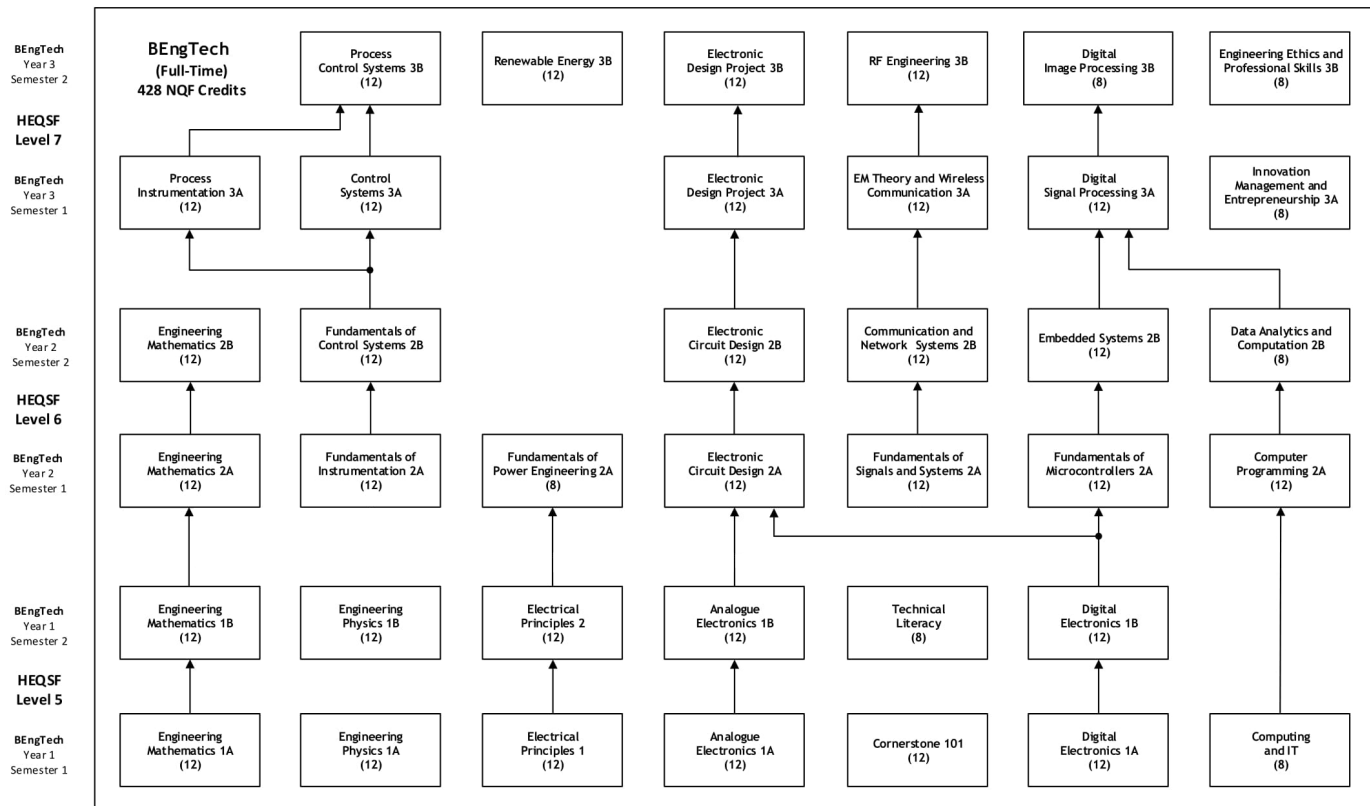 BEngTech
Year 3
Semester 2
BEngTech
(Full-Time)
428 NQF Credits
Process
Control Systems 3B
(12)
Renewable Energy 3B
(12)
Electronic
Design Project 3B
(12)
RF Engineering 3B
(12)
Digital
Image Processing 3B
(8)
Engineering Ethics and
Professional Skills 3B
(8)
HEQSF
Level 7
BEngTech
Year 3
Semester 1
Process
Instrumentation 3A
(12)
Control
Systems 3A
(12)
Electronic
Design Project 3A
(12)
EM Theory and Wireless
Communication 3A
(12)
Digital
Signal Processing 3A
(12)
Innovation
Management and
Entrepreneurship 3A
(8)
BEngTech
Year 2
Semester 2
Engineering
Mathematics 2B
(12)
Fundamentals of
Control Systems 2B
(12)
Electronic
Circuit Design 2B
(12)
Communication and
Network Systems 2B
(12)
Embedded Systems 2B
(12)
Data Analytics and
Computation 2B
(8)
HEQSF
Level 6
BEngTech
Year 2
Semester 1
Engineering
Mathematics 2A
(12)
Fundamentals of
Instrumentation 2A
(12)
Fundamentals of
Power Engineering 2A
(8)
Electronic
Circuit Design 2A
(12)
Fundamentals of
Signals and Systems 2A
(12)
Fundamentals of
Microcontrollers 2A
(12)
Computer
Programming 2A
(12)
BEngTech
Year 1
Semester 2
Engineering
Mathematics 1B
(12)
Engineering
Physics 1B
(12)
Electrical
Principles 2
(12)
Analogue
Electronics 1B
(12)
Technical
Literacy
(8)
Digital
Electronics 1B
(12)
HEQSF
Level 5
BEngTech
Year 1
Semester 1
Engineering
Mathematics 1A
(12)
Engineering
Physics 1A
(12)
Electrical
Principles 1
(12)
Analogue
Electronics 1A
(12)
Cornerstone 101
(12)
Digital
Electronics 1A
(12)
Computing
and IT
(8)